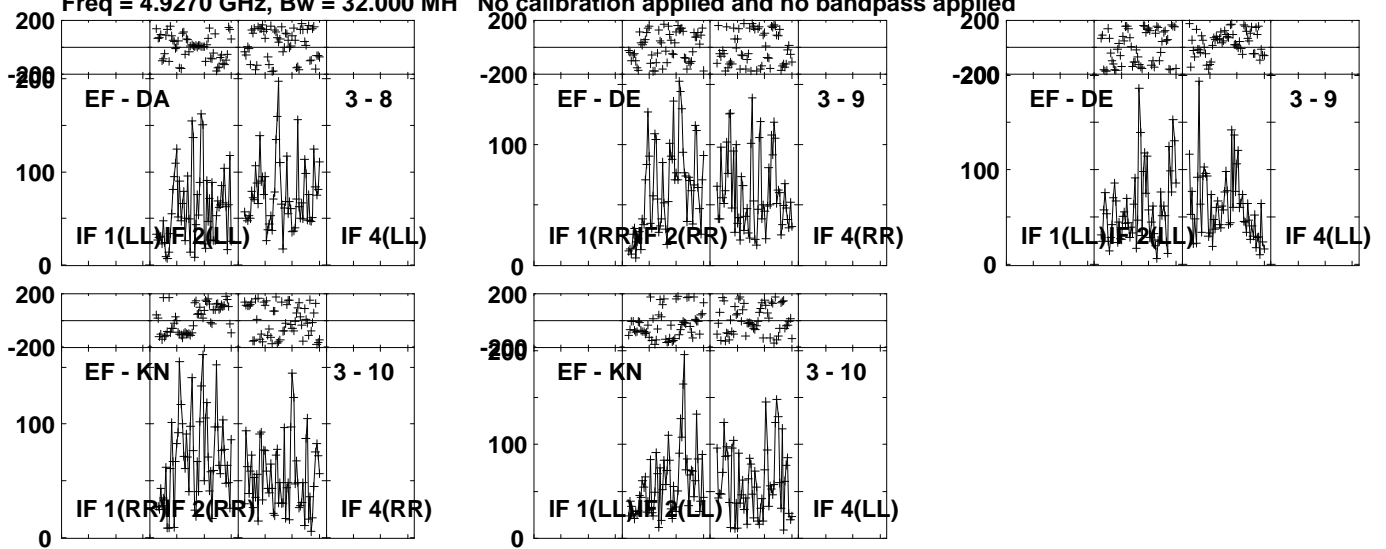 Freq = 4.9270 GHz, Bw = 32.000 MH No calibration applied and no bandpass applied
200
-200
200
EF - DA 3 - 8
100
IF 1(LL) IF 2(LL) IF 4(LL)
0
200
-200
EF - DE 3 - 9
100
IF 1(RR) IF 2(RR) IF 4(RR)
0
200
-200
EF - DE 3 - 9
100
IF 1(LL) IF 2(LL) IF 4(LL)
0
200
-200
EF - KN 3 - 10
100
IF 1(RR) IF 2(RR) IF 4(RR)
0
200
-200
200
EF - KN 3 - 10
100
IF 1(LL) IF 2(LL) IF 4(LL)
0